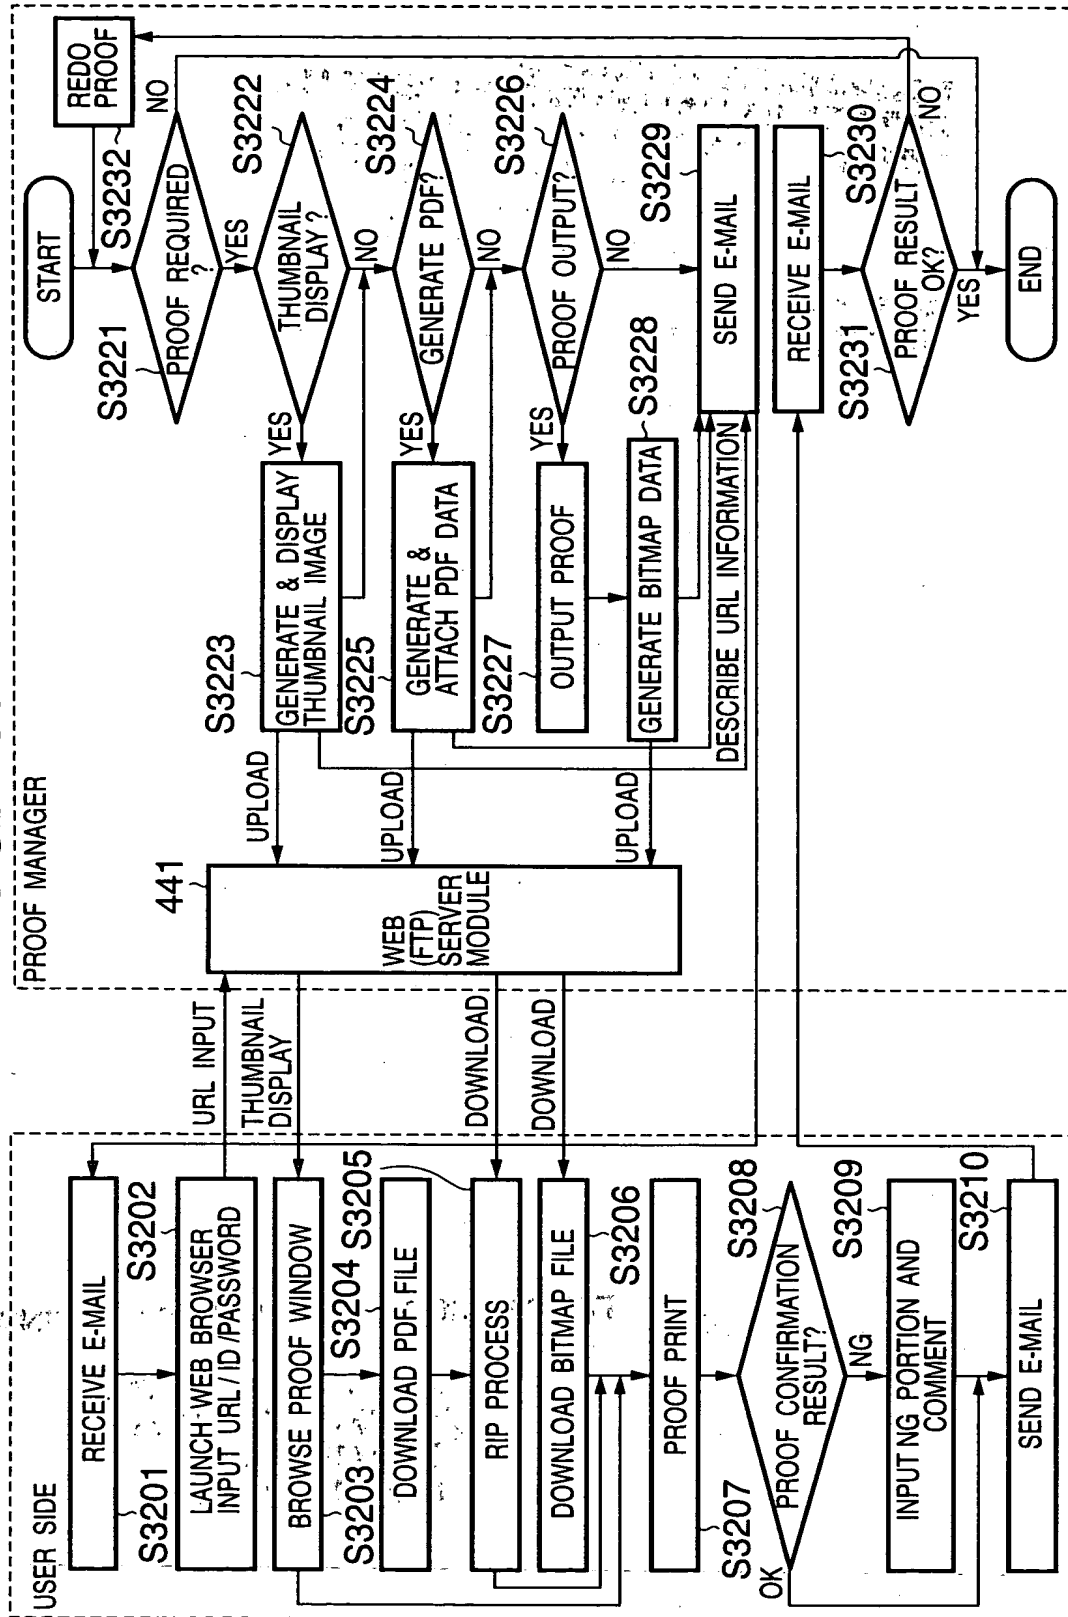 USER SIDE
S3201
RECEIVE E-MAIL
S3202
LAUNCH WEB BROWSER
INPUT URL/ID/PASSWORD
BROWSE PROOF WINDOW
S3203
S3204
DOWNLOAD PDF FILE
S3205
RIP PROCESS
DOWNLOAD BITMAP FILE
S3206
PROOF PRINT
S3207
PROOF CONFIRMATION
RESULT?
S3208
OK
NG
S3209
INPUT NG PORTION AND
COMMENT
S3210
SEND E-MAIL
URL INPUT
THUMBNAIL
DISPLAY
DOWNLOAD
DOWNLOAD
PROOF MANAGER
441
WEB
(FTP)
SERVER
MODULE
UPLOAD
UPLOAD
UPLOAD
START
REDO
PROOF
S3232
S3221
PROOF REQUIRED
?
NO
YES
S3222
THUMBNAIL
DISPLAY?
YES
NO
S3223
GENERATE & DISPLAY
THUMBNAIL IMAGE
S3224
GENERATE PDF?
YES
NO
S3225
GENERATE &
ATTACH PDF DATA
S3226
PROOF OUTPUT?
YES
NO
S3227
OUTPUT PROOF
S3228
GENERATE BITMAP DATA
DESCRIBE URL INFORMATION
S3229
SEND E-MAIL
RECEIVE E-MAIL
S3230
S3231
PROOF RESULT
OK?
NO
YES
END